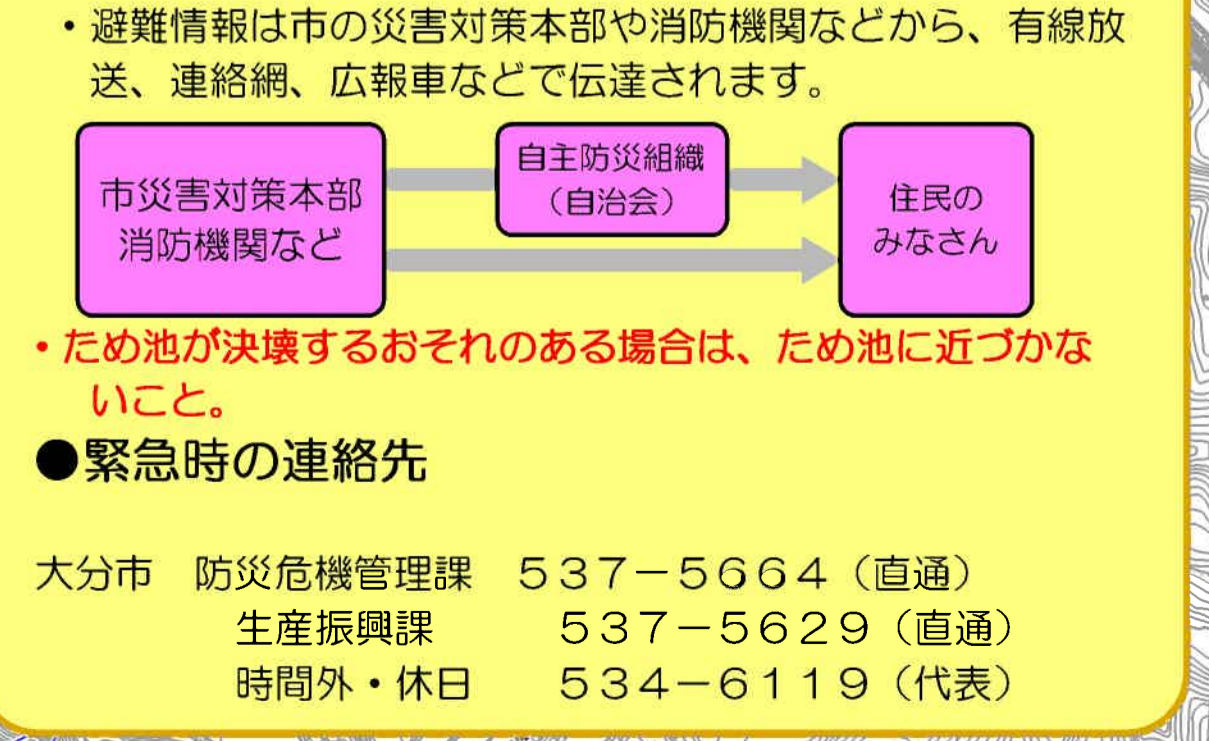 ・避難情報は市の災害対策本部や消防機関などから、有線放
送、連絡網、広報車などで伝達されます。
市災害対策本部
消防機関など
自主防災組織
（自治会）
住民の
みなさん
・ため池が決壊するおそれのある場合は、ため池に近づかな
いこと。
●緊急時の連絡先
大分市　防災危機管理課　５３７－５６６４（直通）
生産振興課　５３７－５６２９（直通）
時間外・休日　５３４－６１１９（代表）